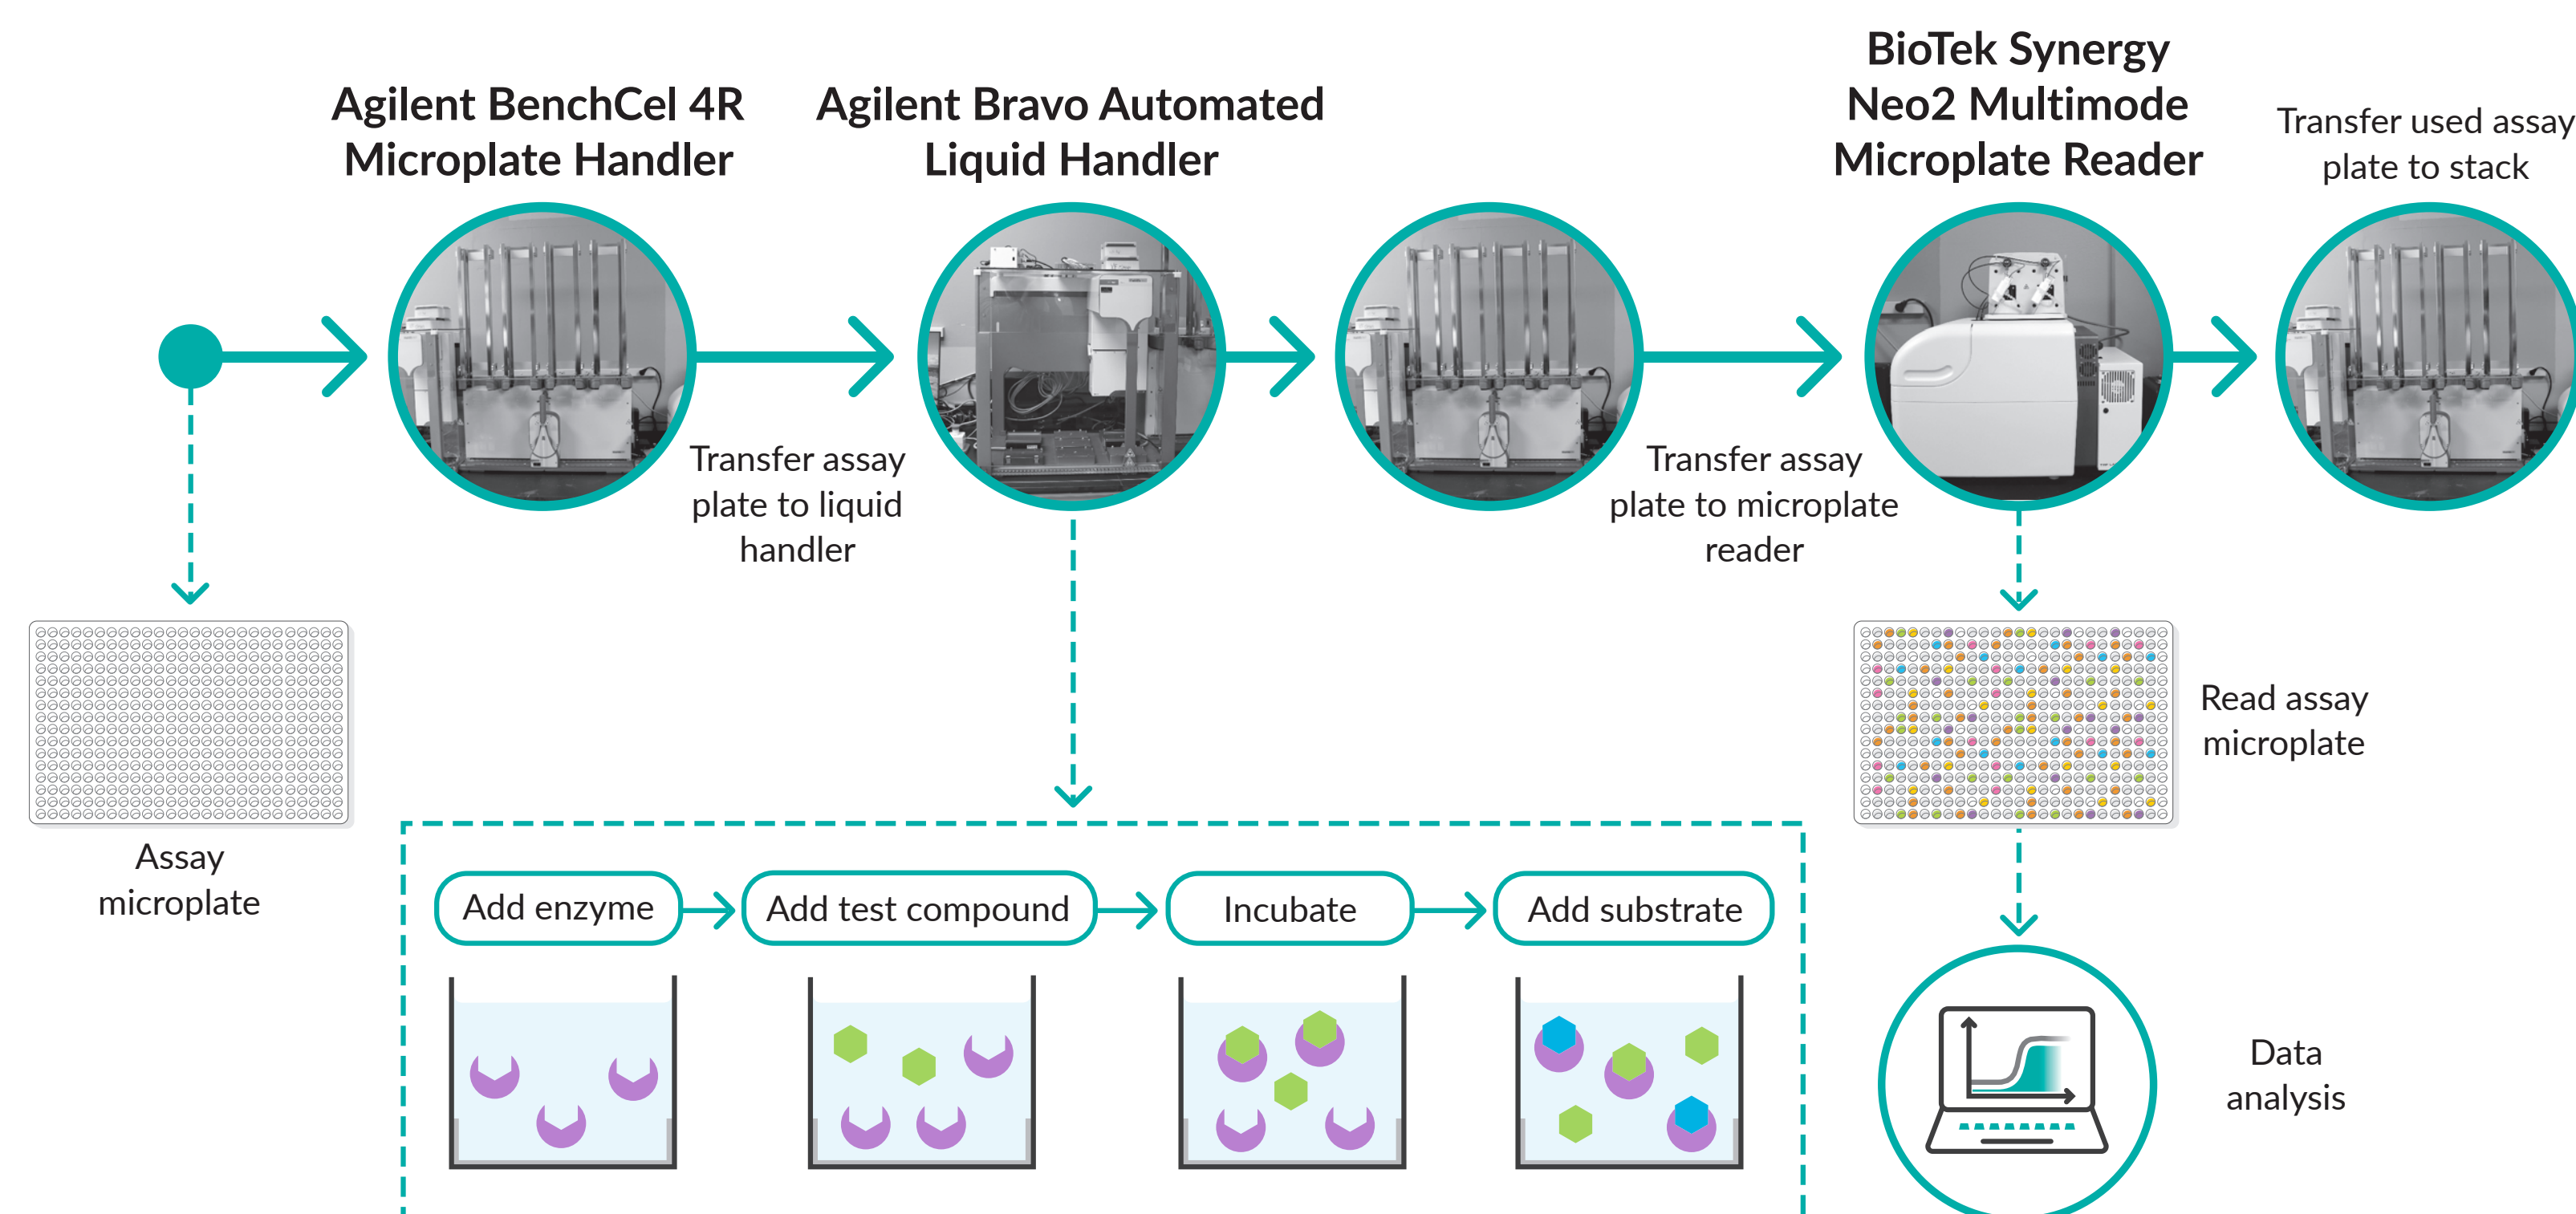 Agilent BenchCel 4R
Microplate Handler
Agilent Bravo Automated
Liquid Handler
BioTek Synergy
Neo2 Multimode
Microplate Reader
Transfer used assay
plate to stack
Transfer assay
plate to liquid
handler
Transfer assay
plate to microplate
reader
Assay
microplate
Read assay
microplate
Add enzyme
Add test compound
Incubate
Add substrate
Data
analysis